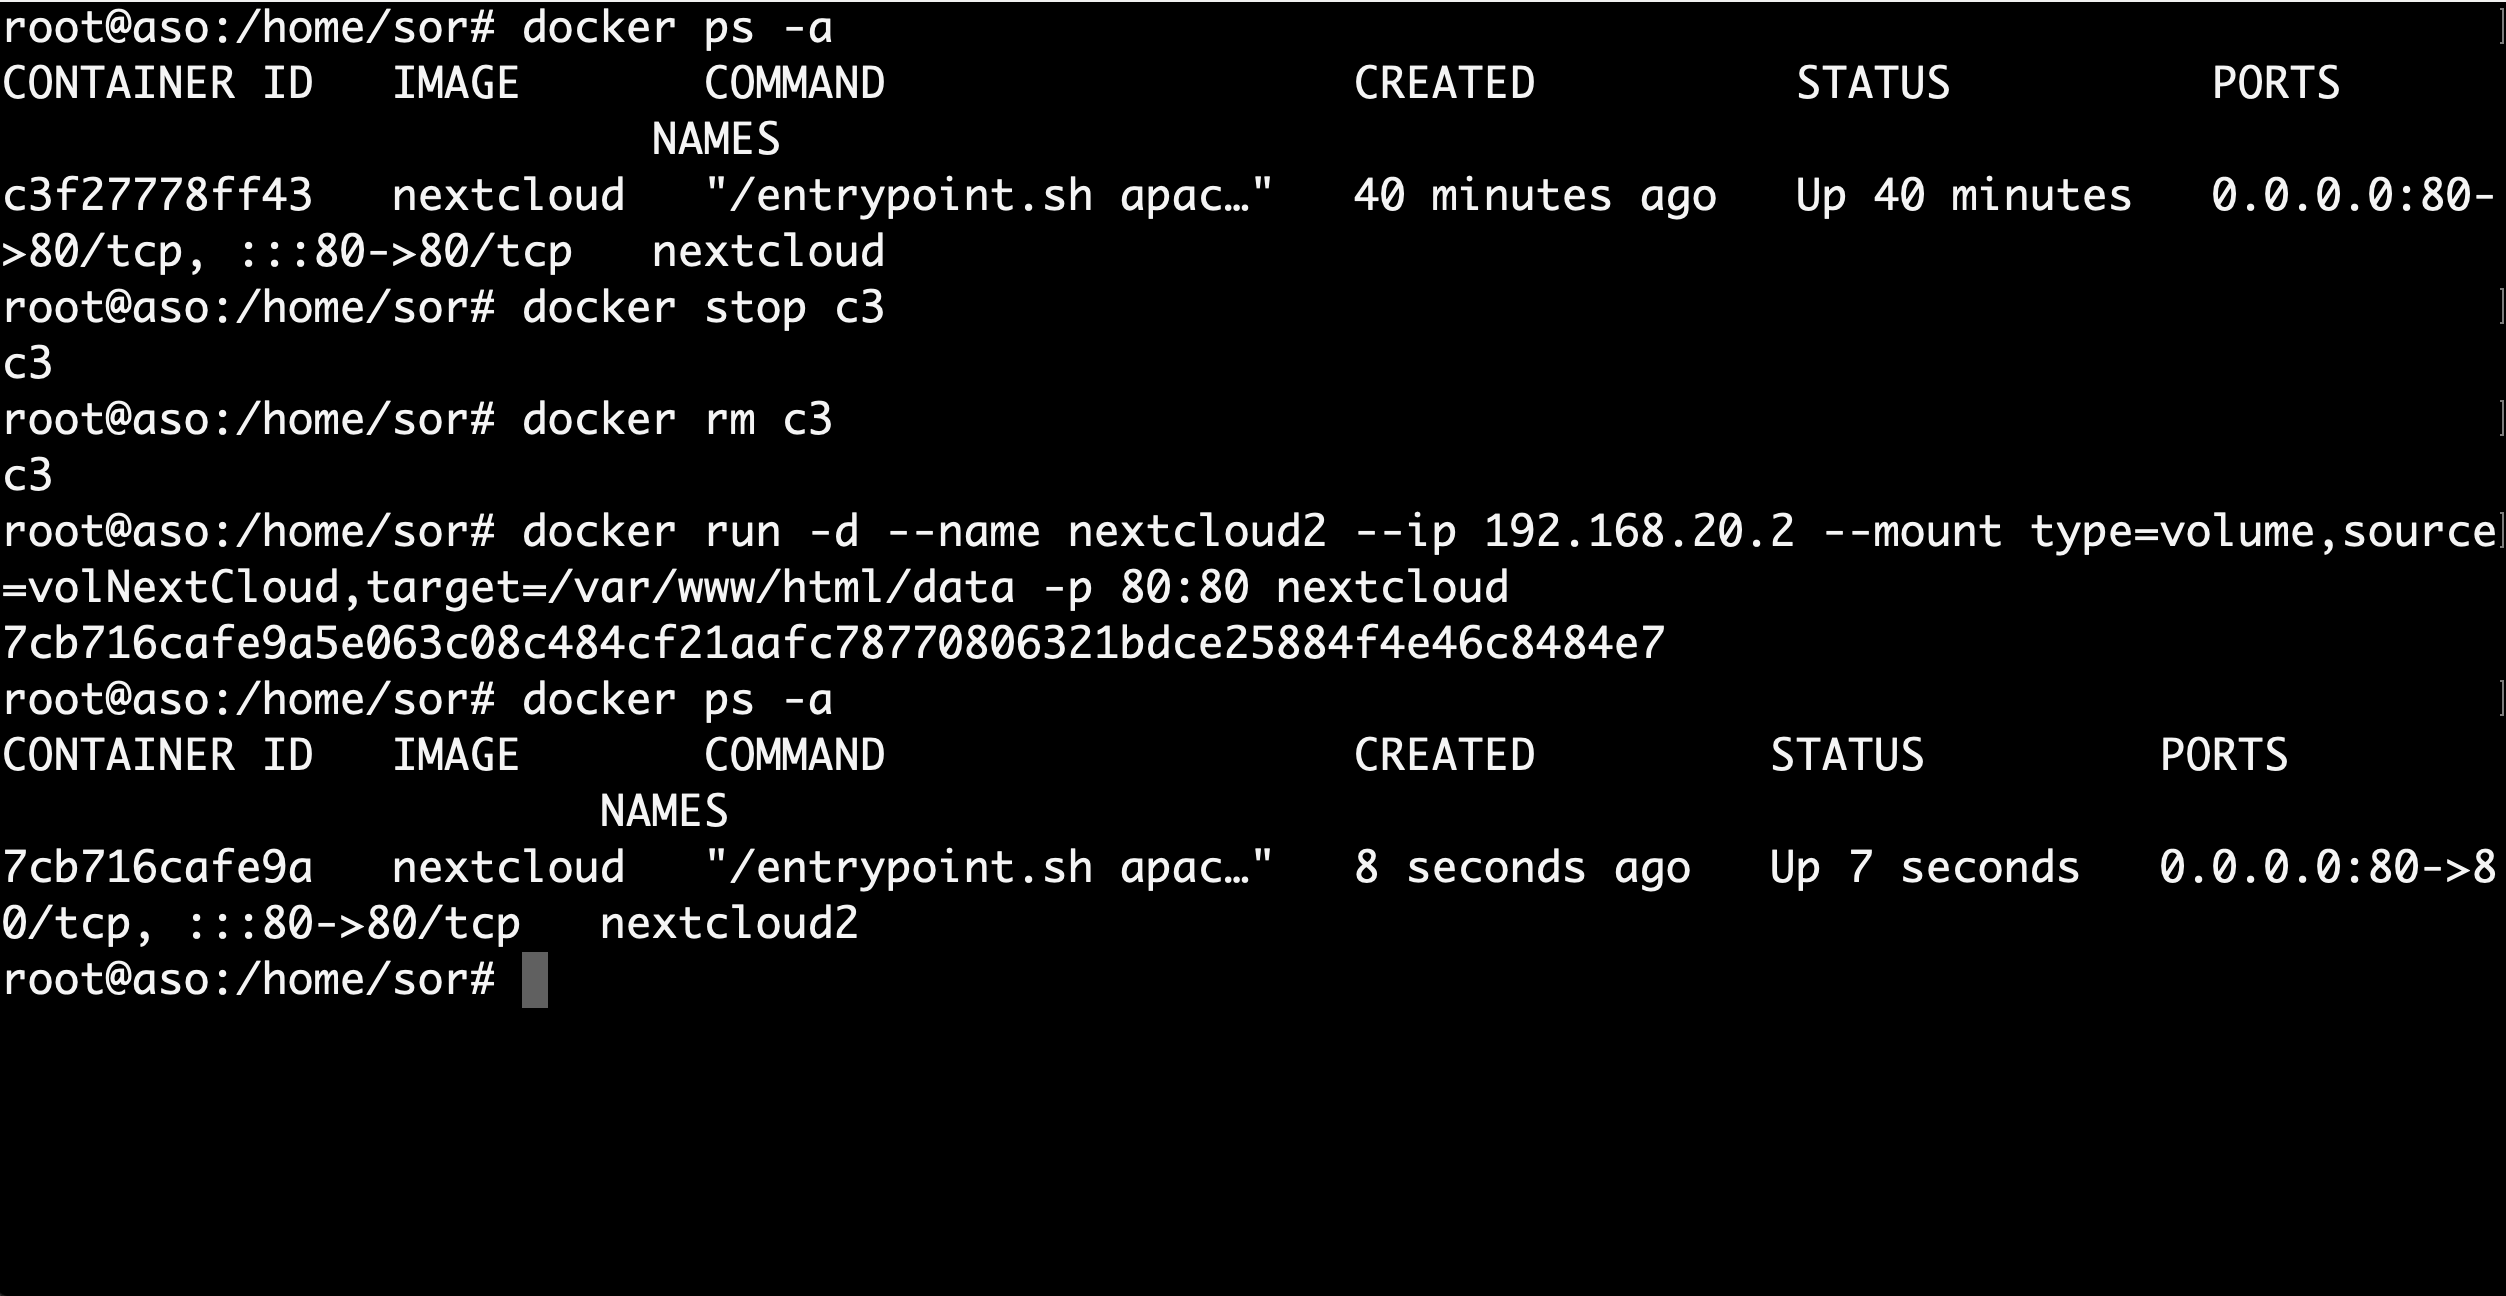 root@aso:/home/sor# docker ps -a
CONTAINER ID   IMAGE       COMMAND                  CREATED          STATUS          PORTS
                         NAMES
c3f27778ff43   nextcloud   "/entrypoint.sh apac…"   40 minutes ago   Up 40 minutes   0.0.0.0:80-
>80/tcp, :::80->80/tcp   nextcloud
root@aso:/home/sor# docker stop c3
c3
root@aso:/home/sor# docker rm c3
c3
root@aso:/home/sor# docker run -d --name nextcloud2 --ip 192.168.20.2 --mount type=volume,source
=volNextCloud,target=/var/www/html/data -p 80:80 nextcloud
7cb716cafe9a5e063c08c484cf21aafc78770806321bdce25884f4e46c8484e7
root@aso:/home/sor# docker ps -a
CONTAINER ID   IMAGE       COMMAND                  CREATED         STATUS         PORTS
                       NAMES
7cb716cafe9a   nextcloud   "/entrypoint.sh apac…"   8 seconds ago   Up 7 seconds   0.0.0.0:80->8
0/tcp, :::80->80/tcp   nextcloud2
root@aso:/home/sor#